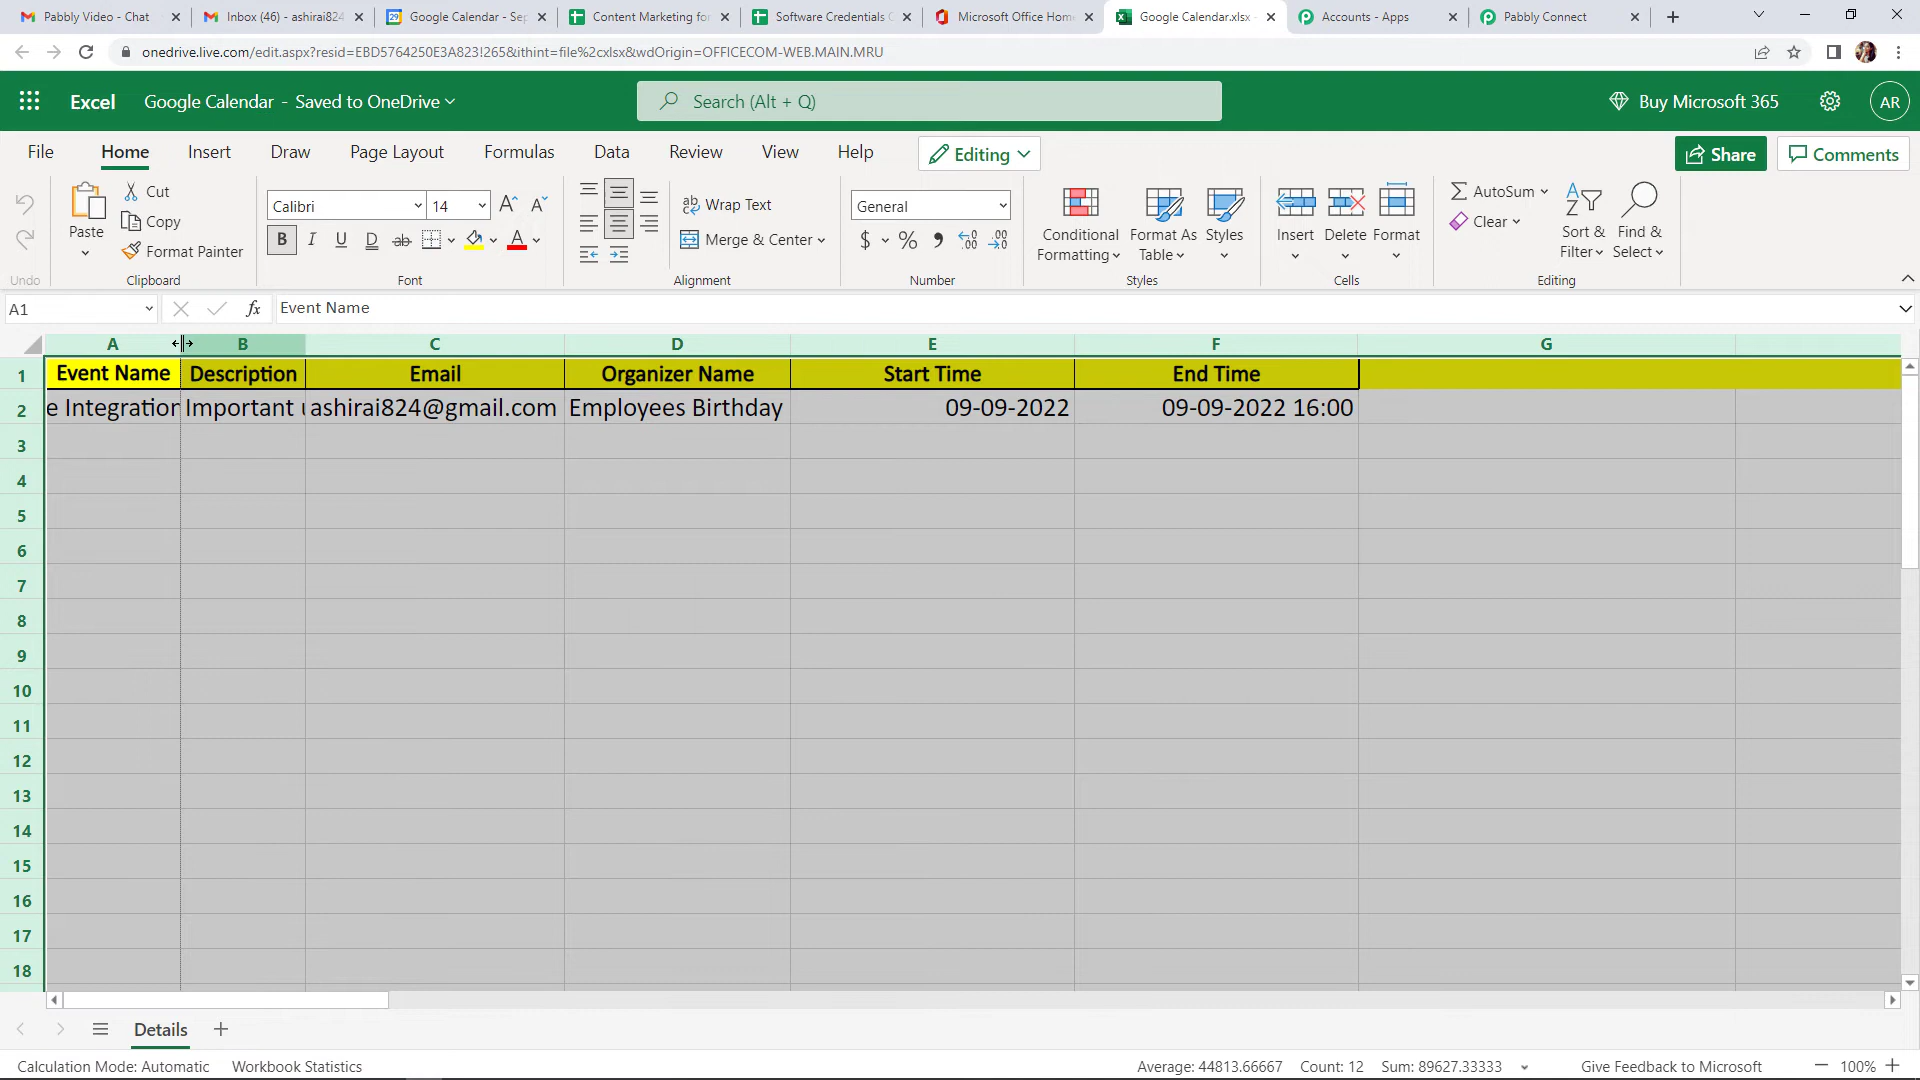 Pabbly Video - Chat
Inbox (46) - ashirai824
Google Calendar - Sep
Content Marketing for
Software Credentials
Microsoft Office Home
Google Calendar.xlsx
Accounts - Apps
Pabbly Connect
onedrive.live.com/edit.aspx?resid=EBD5764250E3A823!265&ithint=file%2cxlsx&wdOrigin=OFFICECOM-WEB.MAIN.MRU
Excel
Google Calendar - Saved to OneDrive
Search (Alt + Q)
Buy Microsoft 365
AR
File
Home
Insert
Draw
Page Layout
Formulas
Data
Review
View
Help
Editing
Share
Comments
Undo
Paste
Cut
Copy
Format Painter
Clipboard
Calibri
14
B
I
U
D
ab
A
Font
Wrap Text
Merge & Center
Alignment
General
$ % 9
Number
Conditional
Formatting
Format As
Table
Styles
Styles
Insert
Delete
Format
Cells
AutoSum
Clear
Sort &
Filter
Find &
Select
Editing
A1
fx
Event Name
A B C D E F G
1 Event Name Description Email Organizer Name Start Time End Time
2 e Integration Important u ashirai824@gmail.com Employees Birthday 09-09-2022 09-09-2022 16:00
3
4
5
6
7
8
9
10
11
12
13
14
15
16
17
18
Details
Calculation Mode: Automatic
Workbook Statistics
Average: 44813.66667
Count: 12
Sum: 89627.33333
Give Feedback to Microsoft
100%